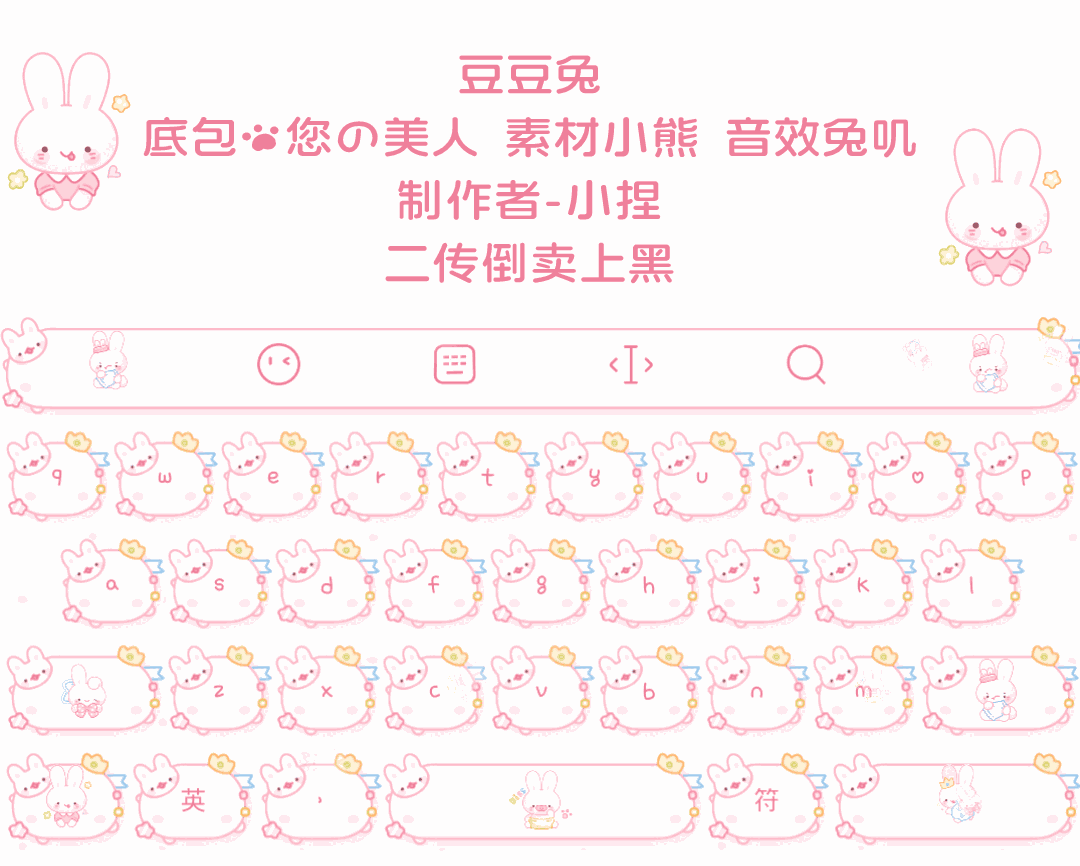 豆豆兔
底包🐾您の美人 素材小熊 音效兔叽
制作者-小捏
二传倒卖上黑
q w e r t y u i o p
a s d f g h j k l
z x c v b n m
英 , 符